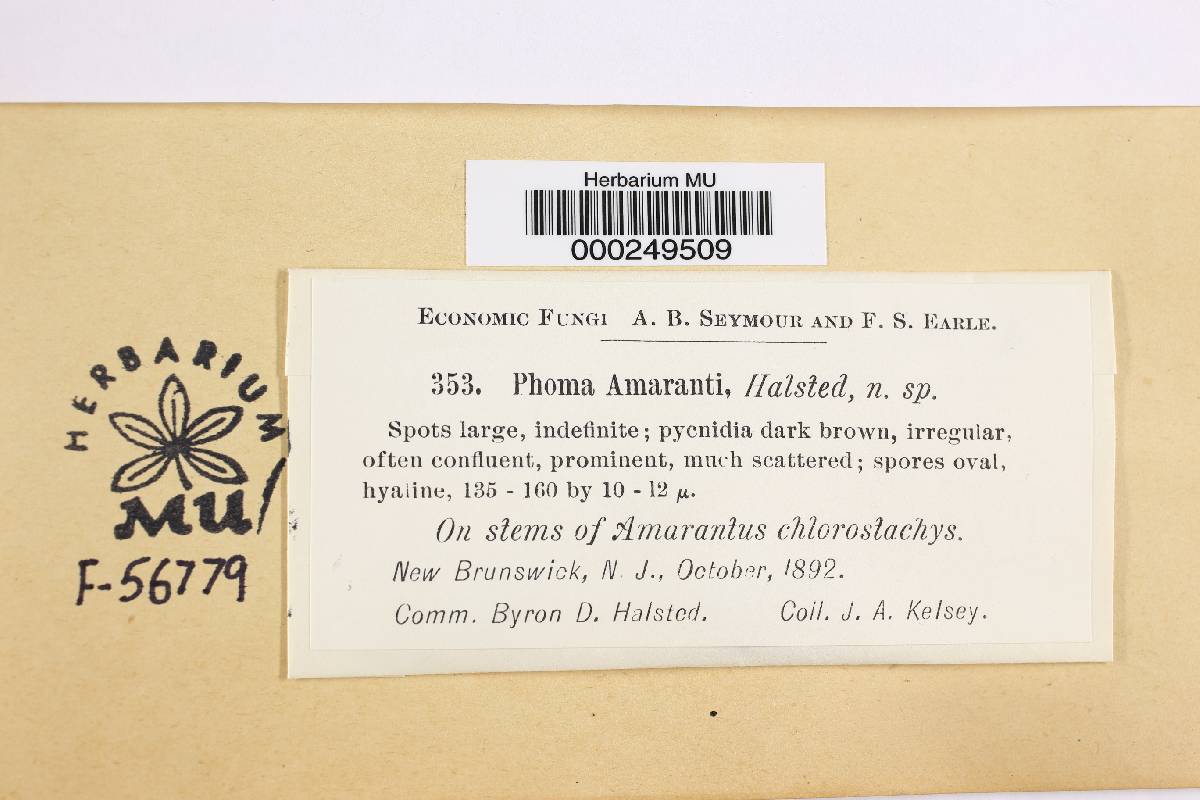 Herbarium MU
000249509
ECONOMIC FUNGI A. B. SEYMOUR AND F. S. EARLE.
353. Phoma Amaranti, Halsted, n. sp.
Spots large, indefinite; pycnidia dark brown, irregular,
often confluent, prominent, much scattered; spores oval,
hyaline, 135 - 160 by 10 - 12 μ.
On stems of Amarantus chlorostachys.
New Brunswick, N. J., October, 1892.
Comm. Byron D. Halsted. Coll. J. A. Kelsey.
HERBARIUM
MU/
F-56779